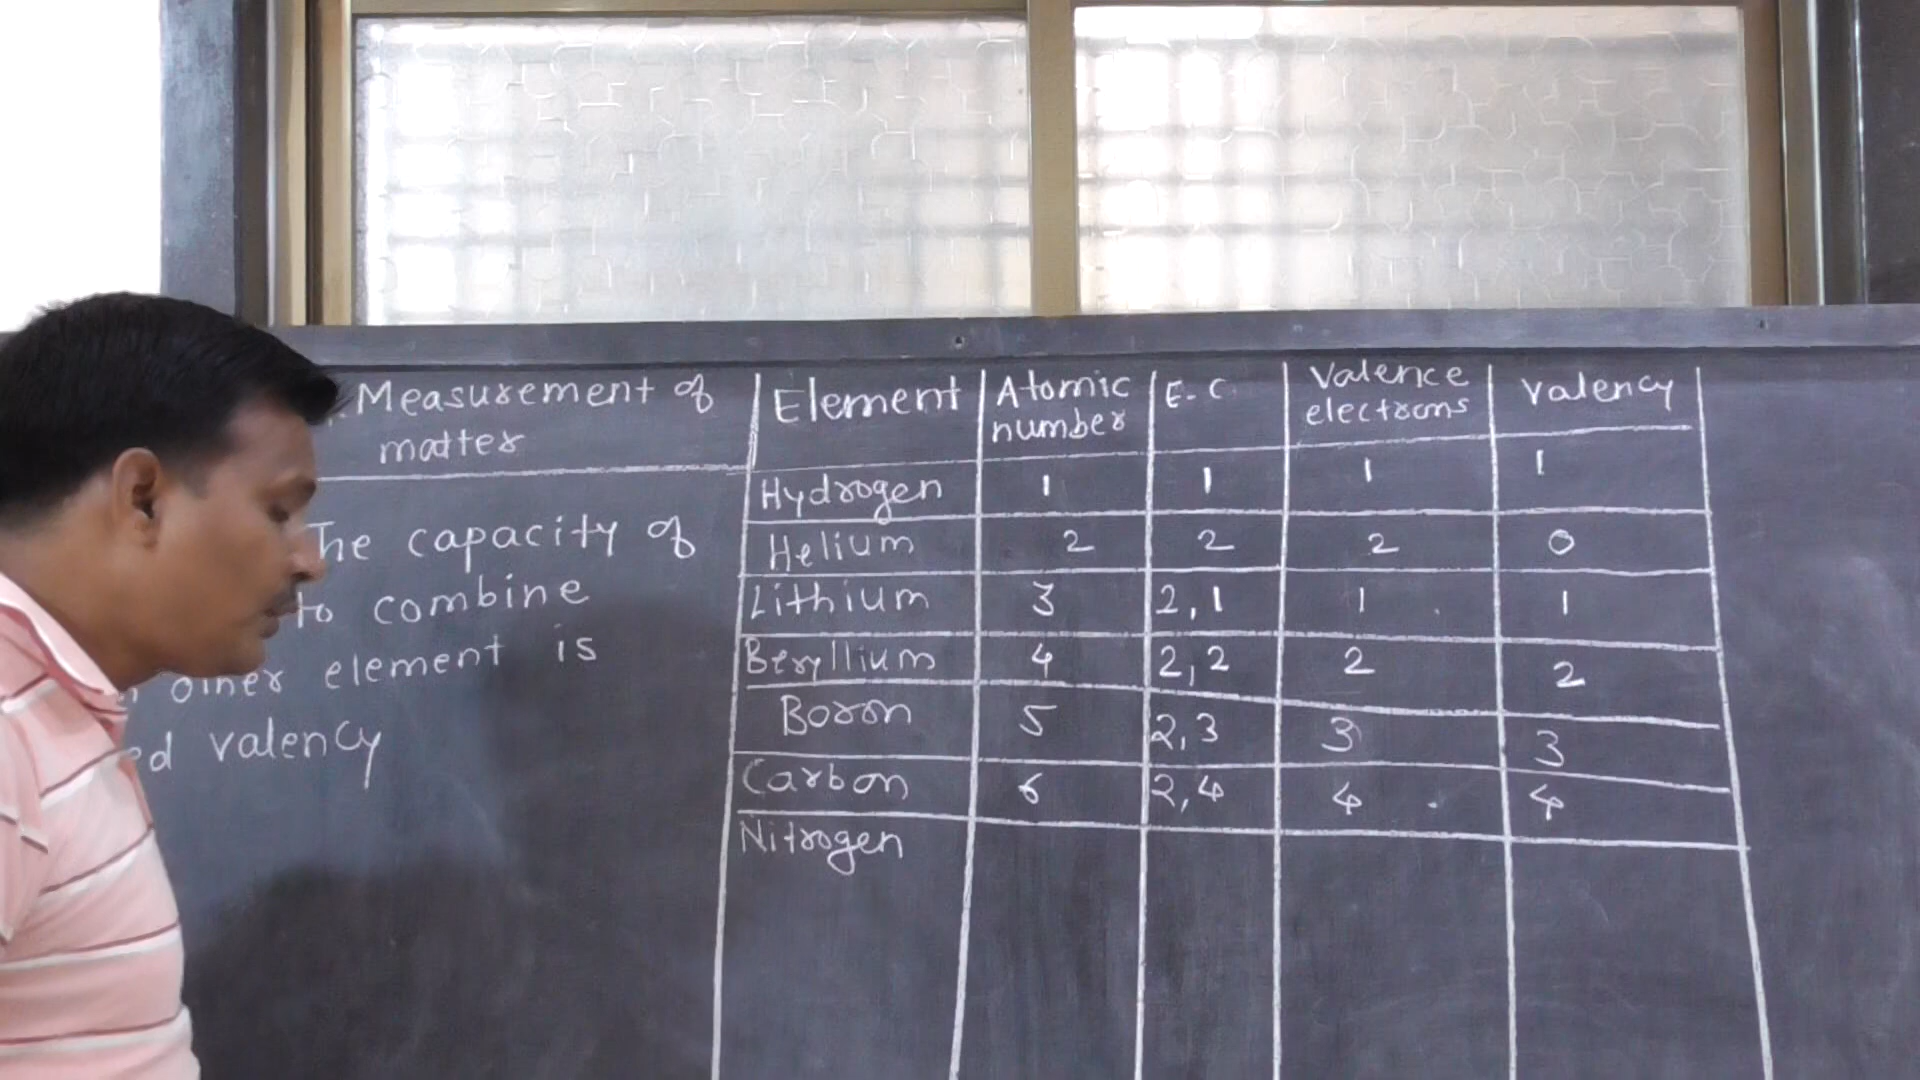 Measurement of
matter
The capacity of
to combine
other element is
ed valency
Element Atomic number E.C Valence electrons Valency
Hydrogen 1 1 1 1
Helium 2 2 2 0
Lithium 3 2,1 1 1
Beryllium 4 2,2 2 2
Boron 5 2,3 3 3
Carbon 6 2,4 4 4
Nitrogen